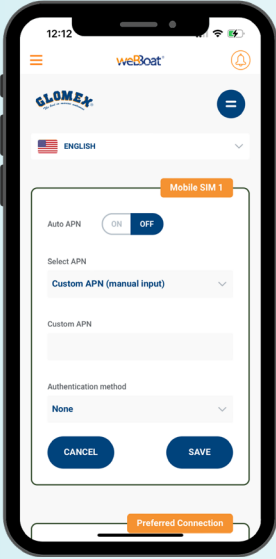 12:12
weBBoat
GLOMEX
ENGLISH
Mobile SIM 1
Auto APN
ON OFF
Select APN
Custom APN (manual input)
Custom APN
Authentication method
None
CANCEL SAVE
Preferred Connection